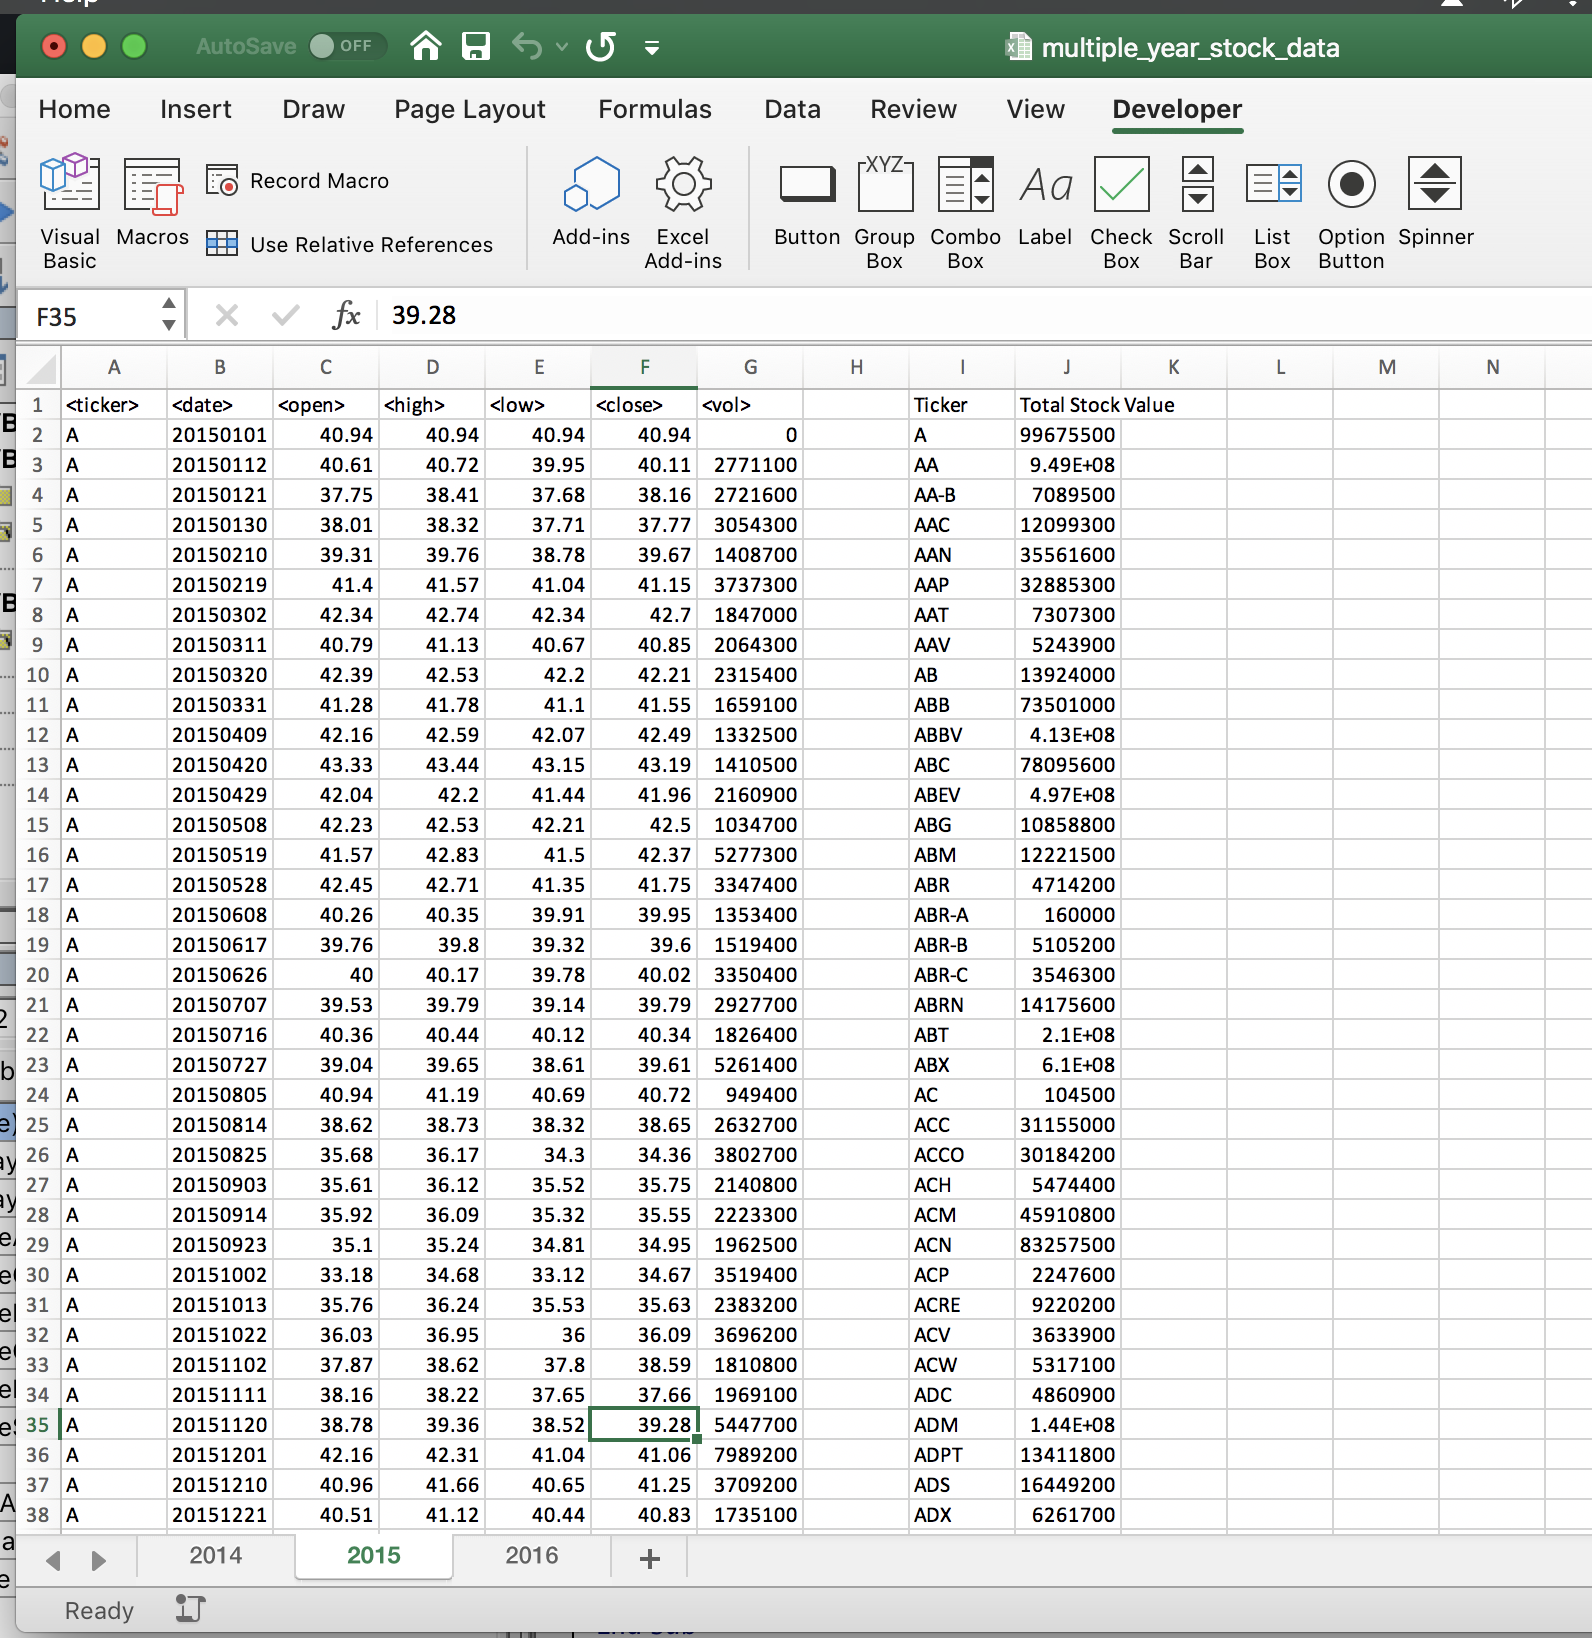 Help
AutoSave OFF multiple_year_stock_data
Home Insert Draw Page Layout Formulas Data Review View Developer
Visual Basic Macros Record Macro Use Relative References Add-ins Excel Add-ins Button Group Box Combo Box Label Check Box Scroll Bar List Box Option Button Spinner
XYZ Aa
F35 fx 39.28
A B C D E F G H I J K L M N
1 <ticker> <date> <open> <high> <low> <close> <vol> Ticker Total Stock Value
2 A 20150101 40.94 40.94 40.94 40.94 0 A 99675500
3 A 20150112 40.61 40.72 39.95 40.11 2771100 AA 9.49E+08
4 A 20150121 37.75 38.41 37.68 38.16 2721600 AA-B 7089500
5 A 20150130 38.01 38.32 37.71 37.77 3054300 AAC 12099300
6 A 20150210 39.31 39.76 38.78 39.67 1408700 AAN 35561600
7 A 20150219 41.4 41.57 41.04 41.15 3737300 AAP 32885300
8 A 20150302 42.34 42.74 42.34 42.7 1847000 AAT 7307300
9 A 20150311 40.79 41.13 40.67 40.85 2064300 AAV 5243900
10 A 20150320 42.39 42.53 42.2 42.21 2315400 AB 13924000
11 A 20150331 41.28 41.78 41.1 41.55 1659100 ABB 73501000
12 A 20150409 42.16 42.59 42.07 42.49 1332500 ABBV 4.13E+08
13 A 20150420 43.33 43.44 43.15 43.19 1410500 ABC 78095600
14 A 20150429 42.04 42.2 41.44 41.96 2160900 ABEV 4.97E+08
15 A 20150508 42.23 42.53 42.21 42.5 1034700 ABG 10858800
16 A 20150519 41.57 42.83 41.5 42.37 5277300 ABM 12221500
17 A 20150528 42.45 42.71 41.35 41.75 3347400 ABR 4714200
18 A 20150608 40.26 40.35 39.91 39.95 1353400 ABR-A 160000
19 A 20150617 39.76 39.8 39.32 39.6 1519400 ABR-B 5105200
20 A 20150626 40 40.17 39.78 40.02 3350400 ABR-C 3546300
21 A 20150707 39.53 39.79 39.14 39.79 2927700 ABRN 14175600
22 A 20150716 40.36 40.44 40.12 40.34 1826400 ABT 2.1E+08
23 A 20150727 39.04 39.65 38.61 39.61 5261400 ABX 6.1E+08
24 A 20150805 40.94 41.19 40.69 40.72 949400 AC 104500
25 A 20150814 38.62 38.73 38.32 38.65 2632700 ACC 31155000
26 A 20150825 35.68 36.17 34.3 34.36 3802700 ACCO 30184200
27 A 20150903 35.61 36.12 35.52 35.75 2140800 ACH 5474400
28 A 20150914 35.92 36.09 35.32 35.55 2223300 ACM 45910800
29 A 20150923 35.1 35.24 34.81 34.95 1962500 ACN 83257500
30 A 20151002 33.18 34.68 33.12 34.67 3519400 ACP 2247600
31 A 20151013 35.76 36.24 35.53 35.63 2383200 ACRE 9220200
32 A 20151022 36.03 36.95 36 36.09 3696200 ACV 3633900
33 A 20151102 37.87 38.62 37.8 38.59 1810800 ACW 5317100
34 A 20151111 38.16 38.22 37.65 37.66 1969100 ADC 4860900
35 A 20151120 38.78 39.36 38.52 39.28 5447700 ADM 1.44E+08
36 A 20151201 42.16 42.31 41.04 41.06 7989200 ADPT 13411800
37 A 20151210 40.96 41.66 40.65 41.25 3709200 ADS 16449200
38 A 20151221 40.51 41.12 40.44 40.83 1735100 ADX 6261700
2014 2015 2016 +
Ready